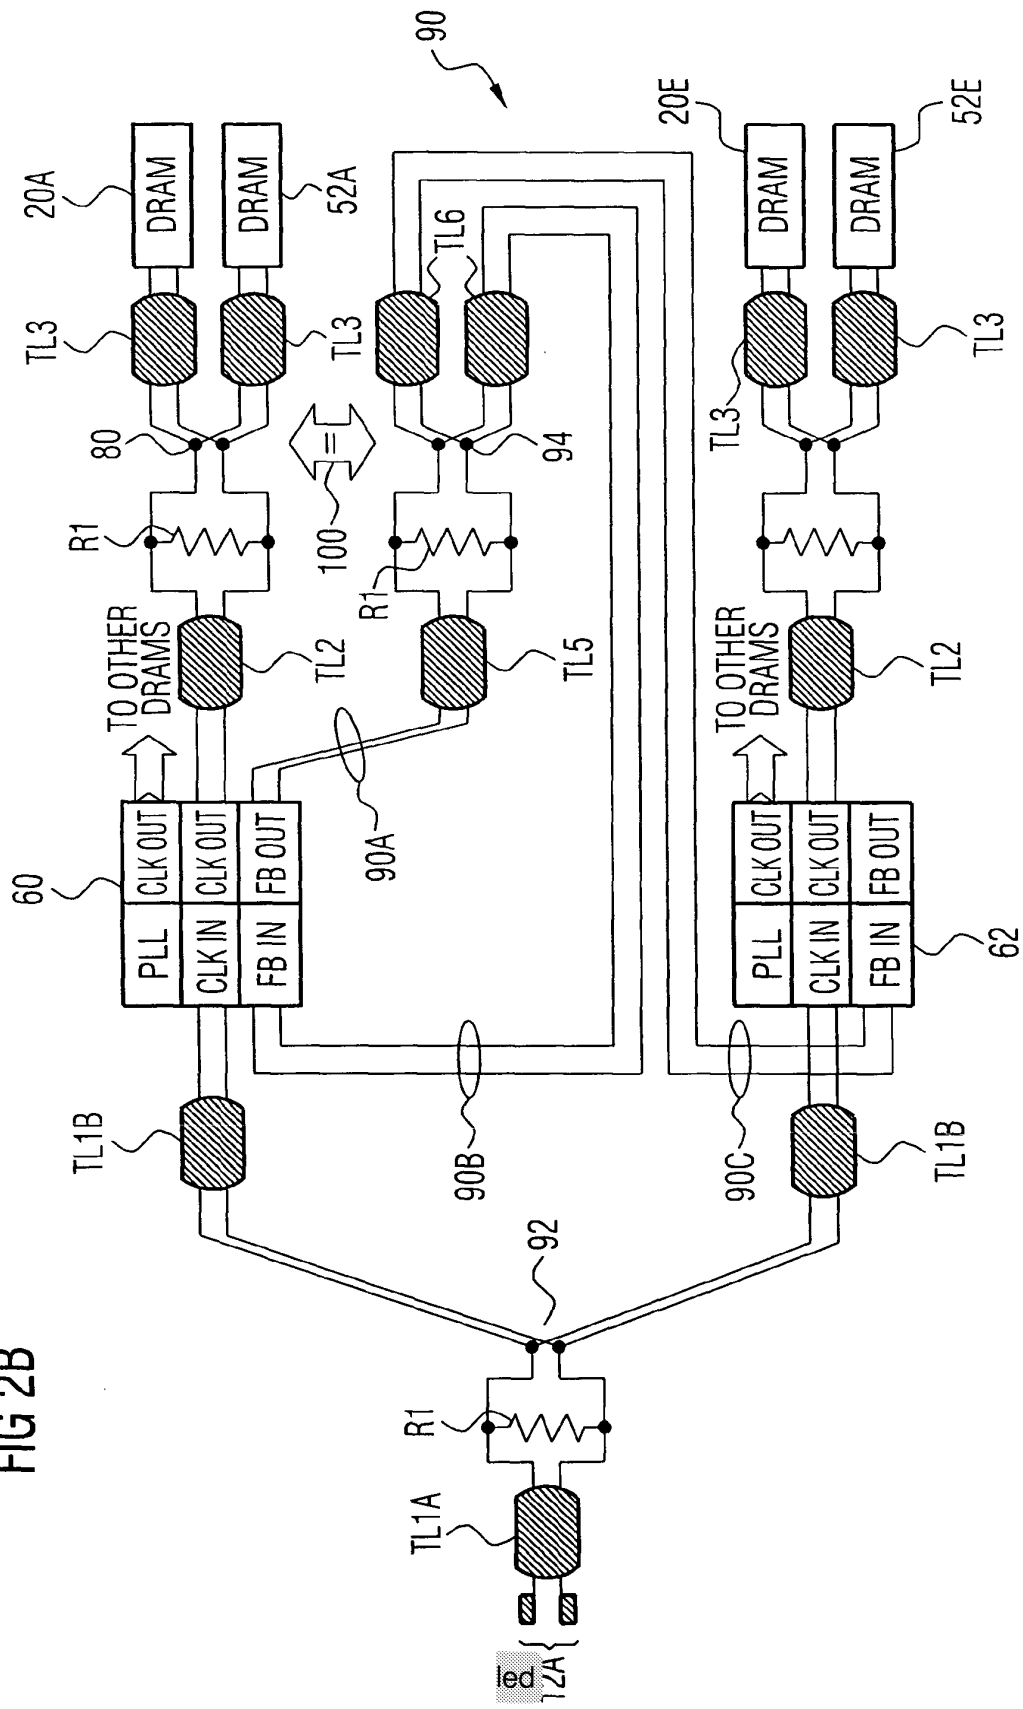 FIG 2B
90
20A
DRAM
52A
DRAM
TL3
TL3
80
R1
TO OTHER
DRAMS
TL2
60
PLL
CLK OUT
CLK IN
CLK OUT
FB IN
FB OUT
TL1B
100
R1
TL6
94
TL5
90A
90B
90C
92
R1
TL1A
led
20E
DRAM
52E
DRAM
TL3
TL3
TO OTHER
DRAMS
TL2
PLL
CLK OUT
CLK IN
CLK OUT
FB IN
FB OUT
62
TL1B